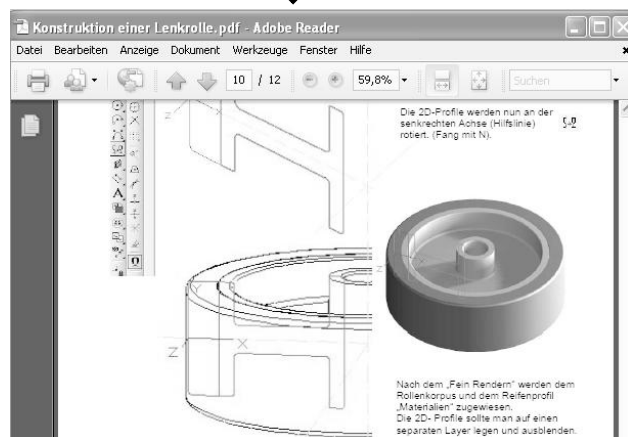 Konstruktion einer Lenkrolle.pdf - Adobe Reader
Datei Bearbeiten Anzeige Dokument Werkzeuge Fenster Hilfe
10 / 12 59,8% Suchen
Die 2D-Profile werden nun an der
senkrechten Achse (Hilfslinie)
rotiert. (Fang mit N).
Z
X
Z
Y
Z X
Nach dem „Fein Rendern" werden dem
Rollenkorpus und dem Reifenprofil
„Materialien" zugewiesen.
Die 2D- Profile sollte man auf einen
separaten Layer legen und ausblenden.